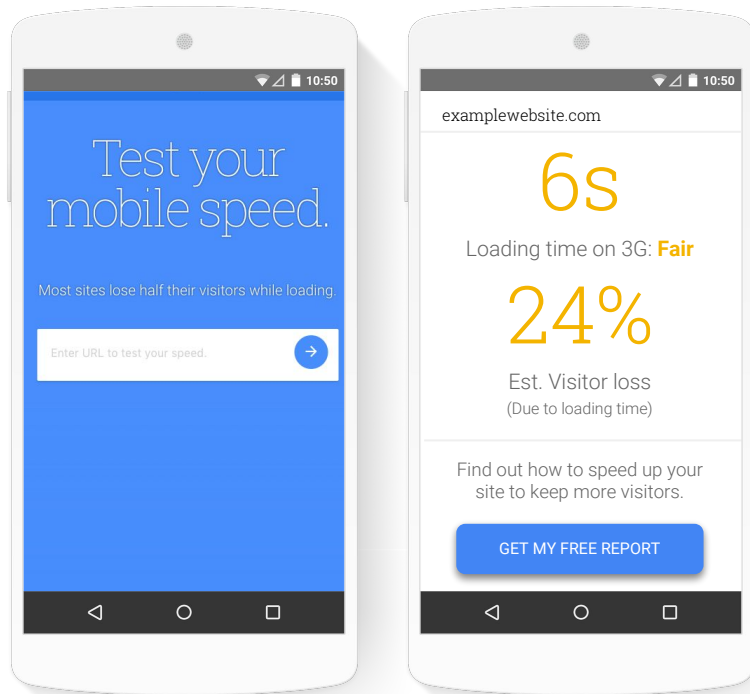 10:50
Test your
mobile speed.
Most sites lose half their visitors while loading.
Enter URL to test your speed.
10:50
examplewebsite.com
6s
Loading time on 3G: Fair
24%
Est. Visitor loss
(Due to loading time)
Find out how to speed up your
site to keep more visitors.
GET MY FREE REPORT